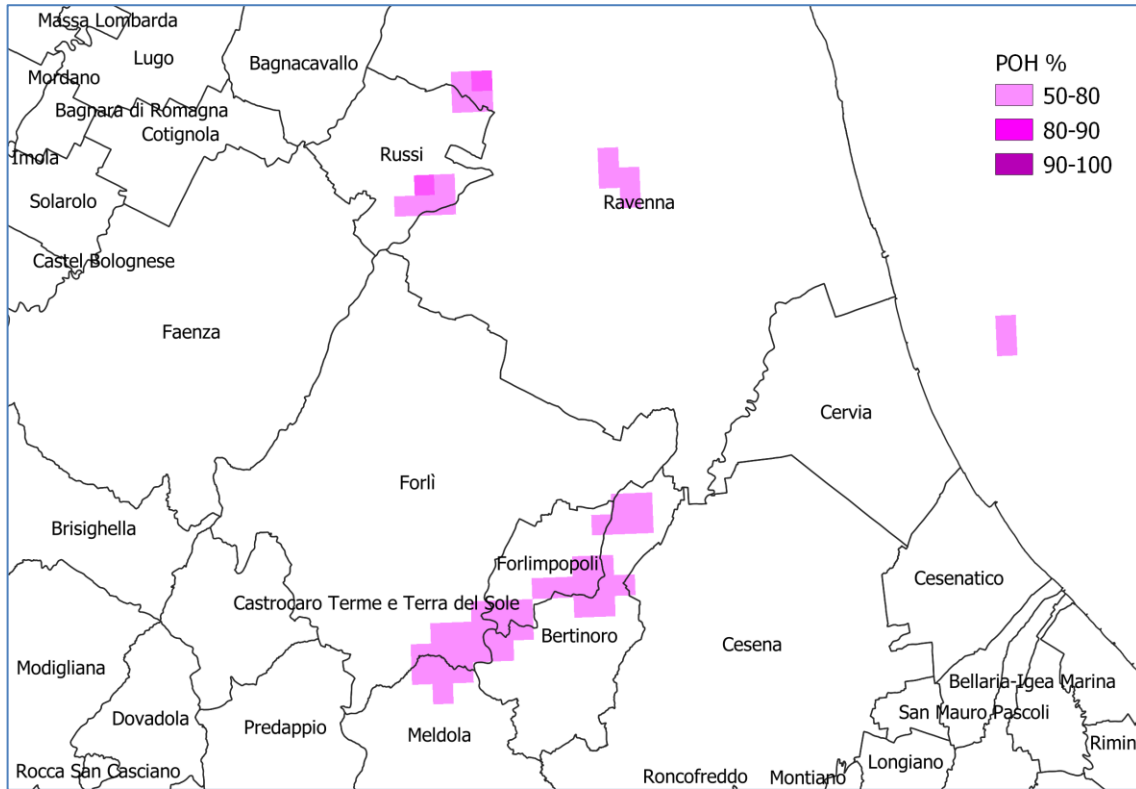 Massa Lombarda
Lugo
Bagnacavallo
POH %
Mordano
50-80
Bagnara di Romagna
80-90
Cotignola
Imola
Russi
90-100
Solarolo
Ravenna
Castel Bolognese
Faenza
Cervia
Forlì
Brisighella
Forlimpopoli
Cesenatico
Castrocaro Terme e Terra del Sole
Bertinoro
Cesena
Modigliana
Bellaria-Igea Marina
Dovadola
San Mauro Pascoli
Predappio
Meldola
Rimin
Longiano
Rocca San Casciano
Roncofreddo
Montiano